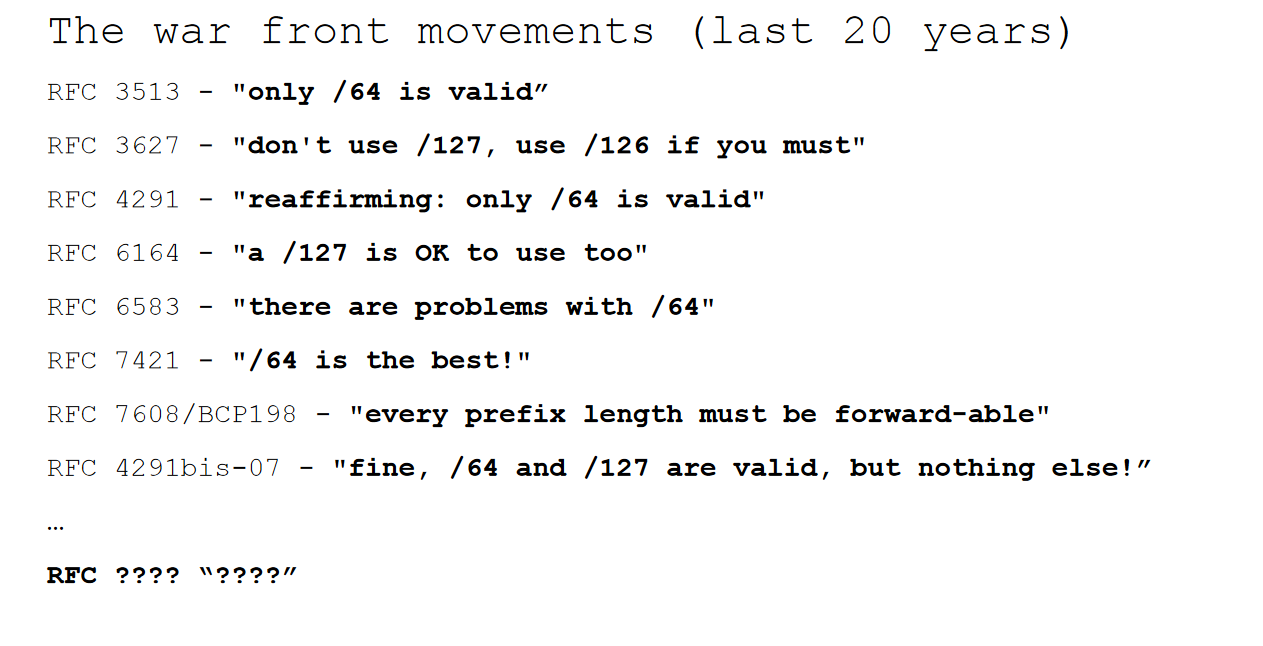 The war front movements (last 20 years)
RFC 3513 - "only /64 is valid”
RFC 3627 - "don't use /127, use /126 if you must"
RFC 4291 - "reaffirming: only /64 is valid"
RFC 6164 - "a /127 is OK to use too"
RFC 6583 - "there are problems with /64"
RFC 7421 - "/64 is the best!"
RFC 7608/BCP198 - "every prefix length must be forward-able"
RFC 4291bis-07 - "fine, /64 and /127 are valid, but nothing else!”
…
RFC ???? “????”